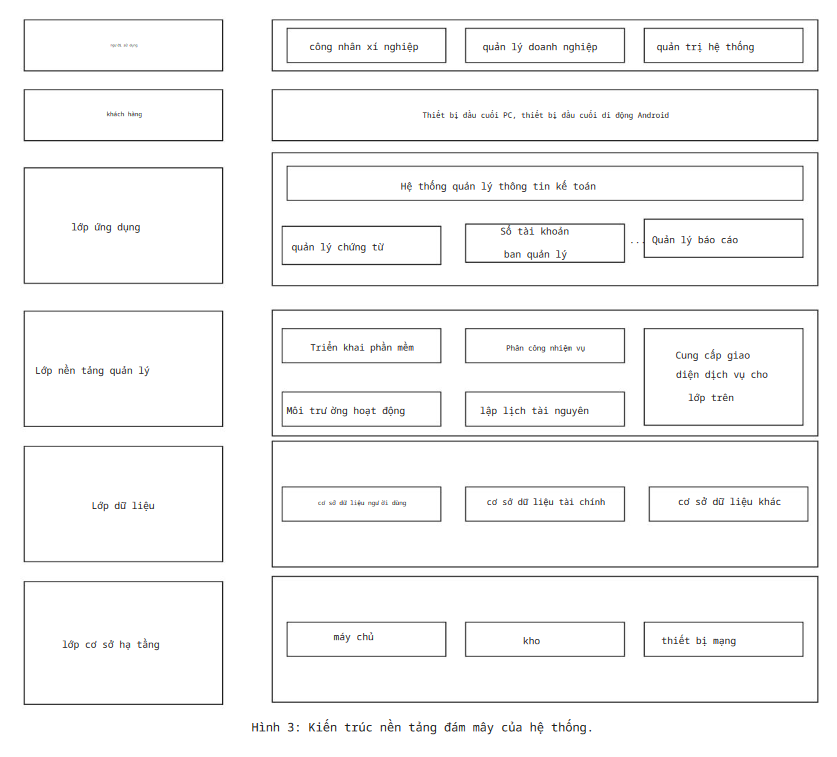 người sử dụng
công nhân xí nghiệp
quản lý doanh nghiệp
quản trị hệ thống
khách hàng
Thiết bị đầu cuối PC, thiết bị đầu cuối di động Android
lớp ứng dụng
Hệ thống quản lý thông tin kế toán
quản lý chứng từ
Sổ tài khoản
ban quản lý
...
Quản lý báo cáo
Lớp nền tảng quản lý
Triển khai phần mềm
Phân công nhiệm vụ
Cung cấp giao
diện dịch vụ cho
lớp trên
Môi trường hoạt động
lập lịch tài nguyên
Lớp dữ liệu
cơ sở dữ liệu người dùng
cơ sở dữ liệu tài chính
cơ sở dữ liệu khác
lớp cơ sở hạ tầng
máy chủ
kho
thiết bị mạng
Hình 3: Kiến trúc nền tảng đám mây của hệ thống.